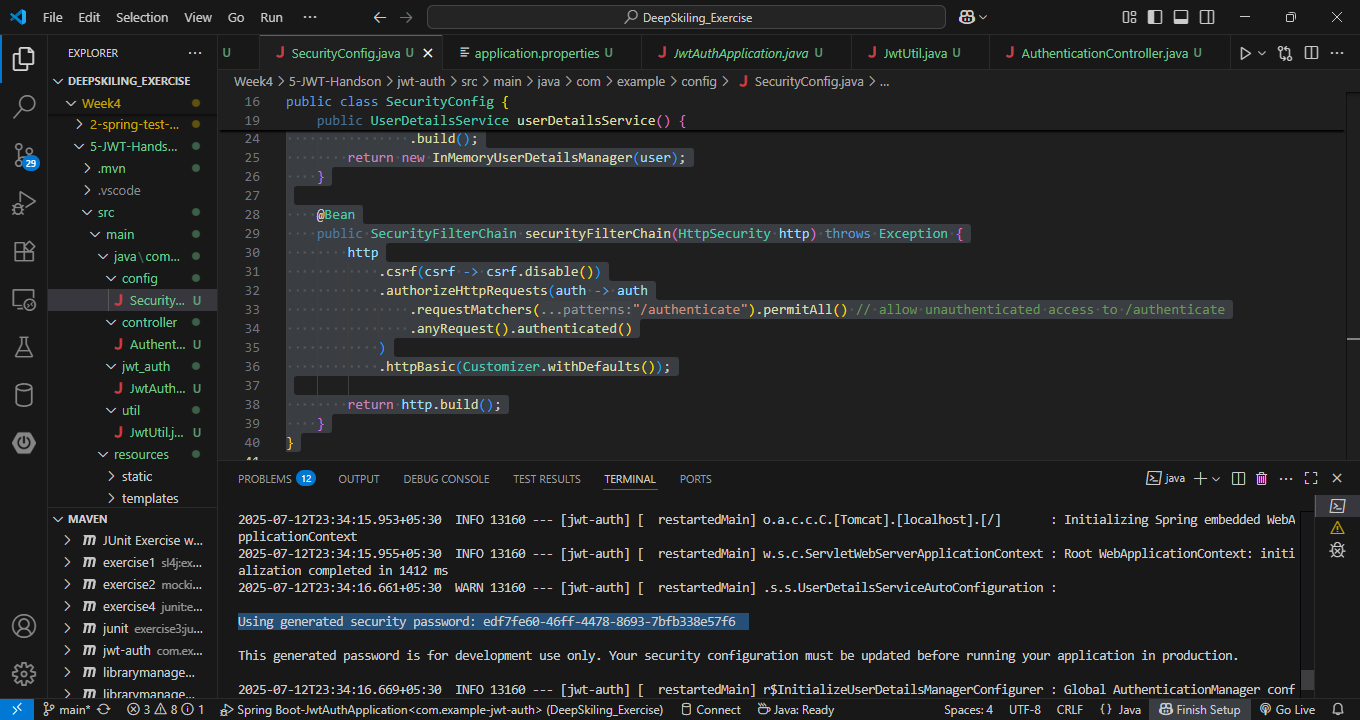 File Edit Selection View Go Run ··· DeepSkiling_Exercise
EXPLORER ···
DEEPSKILING_EXERCISE
Week4
2-spring-test-...
5-JWT-Hands...
.mvn
.vscode
src
main
java\com...
config
J Security... U
controller
J Authent... U
jwt_auth
J JwtAuth... U
util
J JwtUtil.j... U
resources
static
templates
MAVEN
JUnit Exercise w...
exercise1 sl4j:ex...
exercise2 mocki...
exercise4 junit:e...
junit exercise3:ju...
jwt-auth com.ex...
librarymanage...
librarymanage...
29
U J SecurityConfig.java U application.properties U J JwtAuthApplication.java U J JwtUtil.java U J AuthenticationController.java U ···
Week4 > 5-JWT-Handson > jwt-auth > src > main > java > com > example > config > J SecurityConfig.java > ...
16 public class SecurityConfig {
19 public UserDetailsService userDetailsService() {
24 .build();
25 return new InMemoryUserDetailsManager(user);
26 }
27
28 @Bean
29 public SecurityFilterChain securityFilterChain(HttpSecurity http) throws Exception {
30 http
31 .csrf(csrf -> csrf.disable())
32 .authorizeHttpRequests(auth -> auth
33 .requestMatchers(...patterns:"/authenticate").permitAll() // allow unauthenticated access to /authenticate
34 .anyRequest().authenticated()
35 )
36 .httpBasic(Customizer.withDefaults());
37
38 return http.build();
39 }
40 }
41
PROBLEMS 12 OUTPUT DEBUG CONSOLE TEST RESULTS TERMINAL PORTS java ···
2025-07-12T23:34:15.953+05:30 INFO 13160 --- [jwt-auth] [ restartedMain] o.a.c.c.C.[Tomcat].[localhost].[/] : Initializing Spring embedded WebA
pplicationContext
2025-07-12T23:34:15.955+05:30 INFO 13160 --- [jwt-auth] [ restartedMain] w.s.c.ServletWebServerApplicationContext : Root WebApplicationContext: initi
alization completed in 1412 ms
2025-07-12T23:34:16.661+05:30 WARN 13160 --- [jwt-auth] [ restartedMain] .s.s.UserDetailsServiceAutoConfiguration :
Using generated security password: edf7fe60-46ff-4478-8693-7bfb338e57f6
This generated password is for development use only. Your security configuration must be updated before running your application in production.
2025-07-12T23:34:16.669+05:30 INFO 13160 --- [jwt-auth] [ restartedMain] r$InitializeUserDetailsManagerConfigurer : Global AuthenticationManager conf
main* 3 8 1 Spring Boot-JwtAuthApplication<com.example-jwt-auth> (DeepSkiling_Exercise) Connect Java: Ready Spaces: 4 UTF-8 CRLF {} Java Finish Setup Go Live